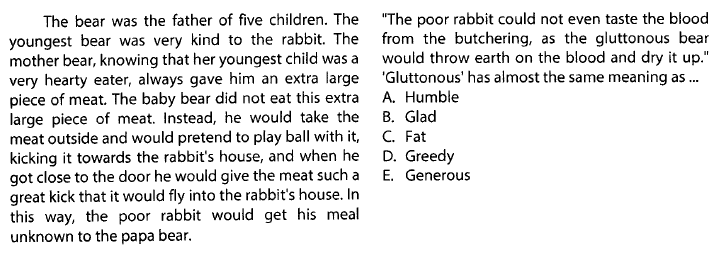 The bear was the father of five children. The
youngest bear was very kind to the rabbit. The
mother bear, knowing that her youngest child was a
very hearty eater, always gave him an extra large
piece of meat. The baby bear did not eat this extra
large piece of meat. Instead, he would take the
meat outside and would pretend to play ball with it,
kicking it towards the rabbit's house, and when he
got close to the door he would give the meat such a
great kick that it would fly into the rabbit's house. In
this way, the poor rabbit would get his meal
unknown to the papa bear.
"The poor rabbit could not even taste the blood
from the butchering, as the gluttonous bear
would throw earth on the blood and dry it up."
'Gluttonous' has almost the same meaning as ...
A. Humble
B. Glad
C. Fat
D. Greedy
E. Generous